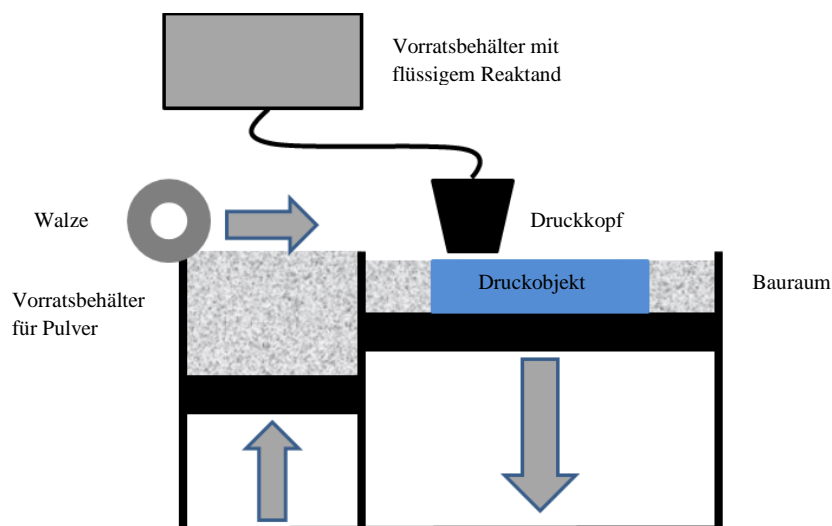 Vorratsbehälter mit
flüssigem Reaktand
Walze
Druckkopf
Vorratsbehälter
für Pulver
Druckobjekt
Bauraum